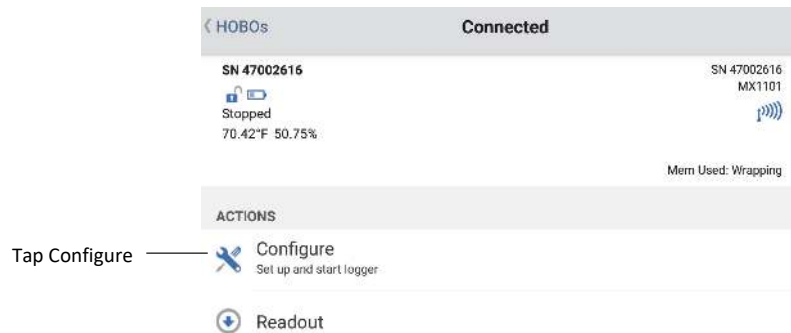 HOBOs
Connected
SN 47002616
SN 47002616
MX1101
Stopped
70.42°F 50.75%
Mem Used: Wrapping
ACTIONS
Tap Configure
Configure
Set up and start logger
Readout